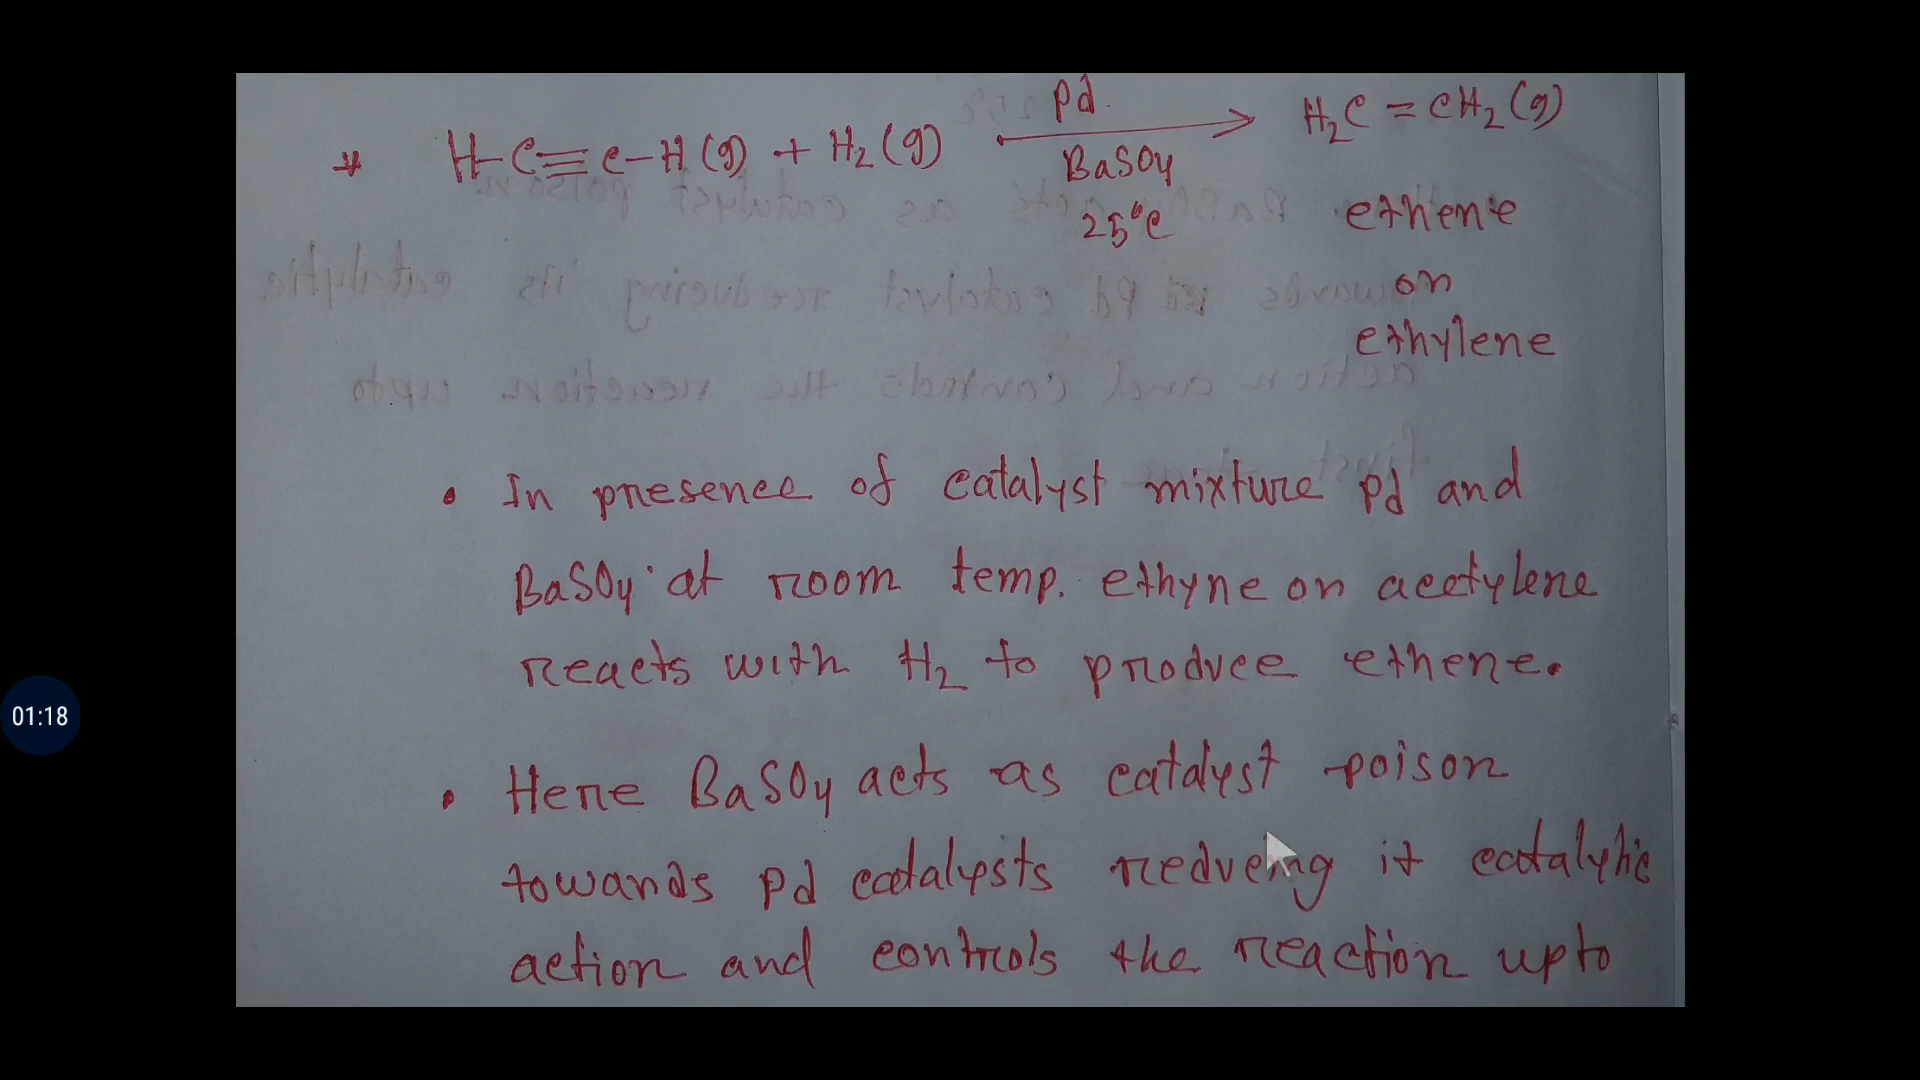 * H-C≡C-H(g) + H₂(g) →
Pd
BaSO₄
25°C
H₂C = CH₂(g)
ethene
or
ethylene
• In presence of catalyst mixture Pd and
BaSO₄ at room temp. ethyne or acetylene
reacts with H₂ to produce ethene.
• Here BaSO₄ acts as catalyst poison
towards Pd catalysts reducing it catalytic
action and controls the reaction upto
01:18